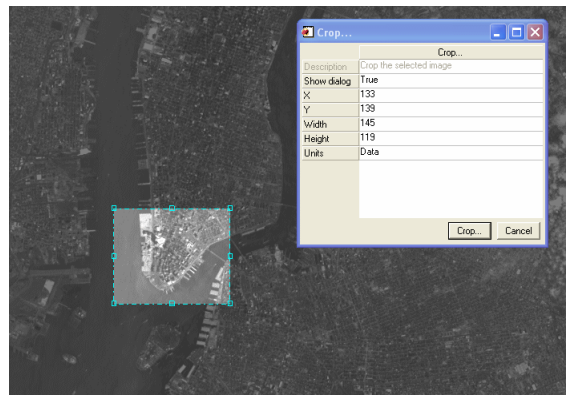 Crop...
Crop...
Description Crop the selected image
Show dialog True
X 133
Y 139
Width 145
Height 119
Units Data
Crop... Cancel